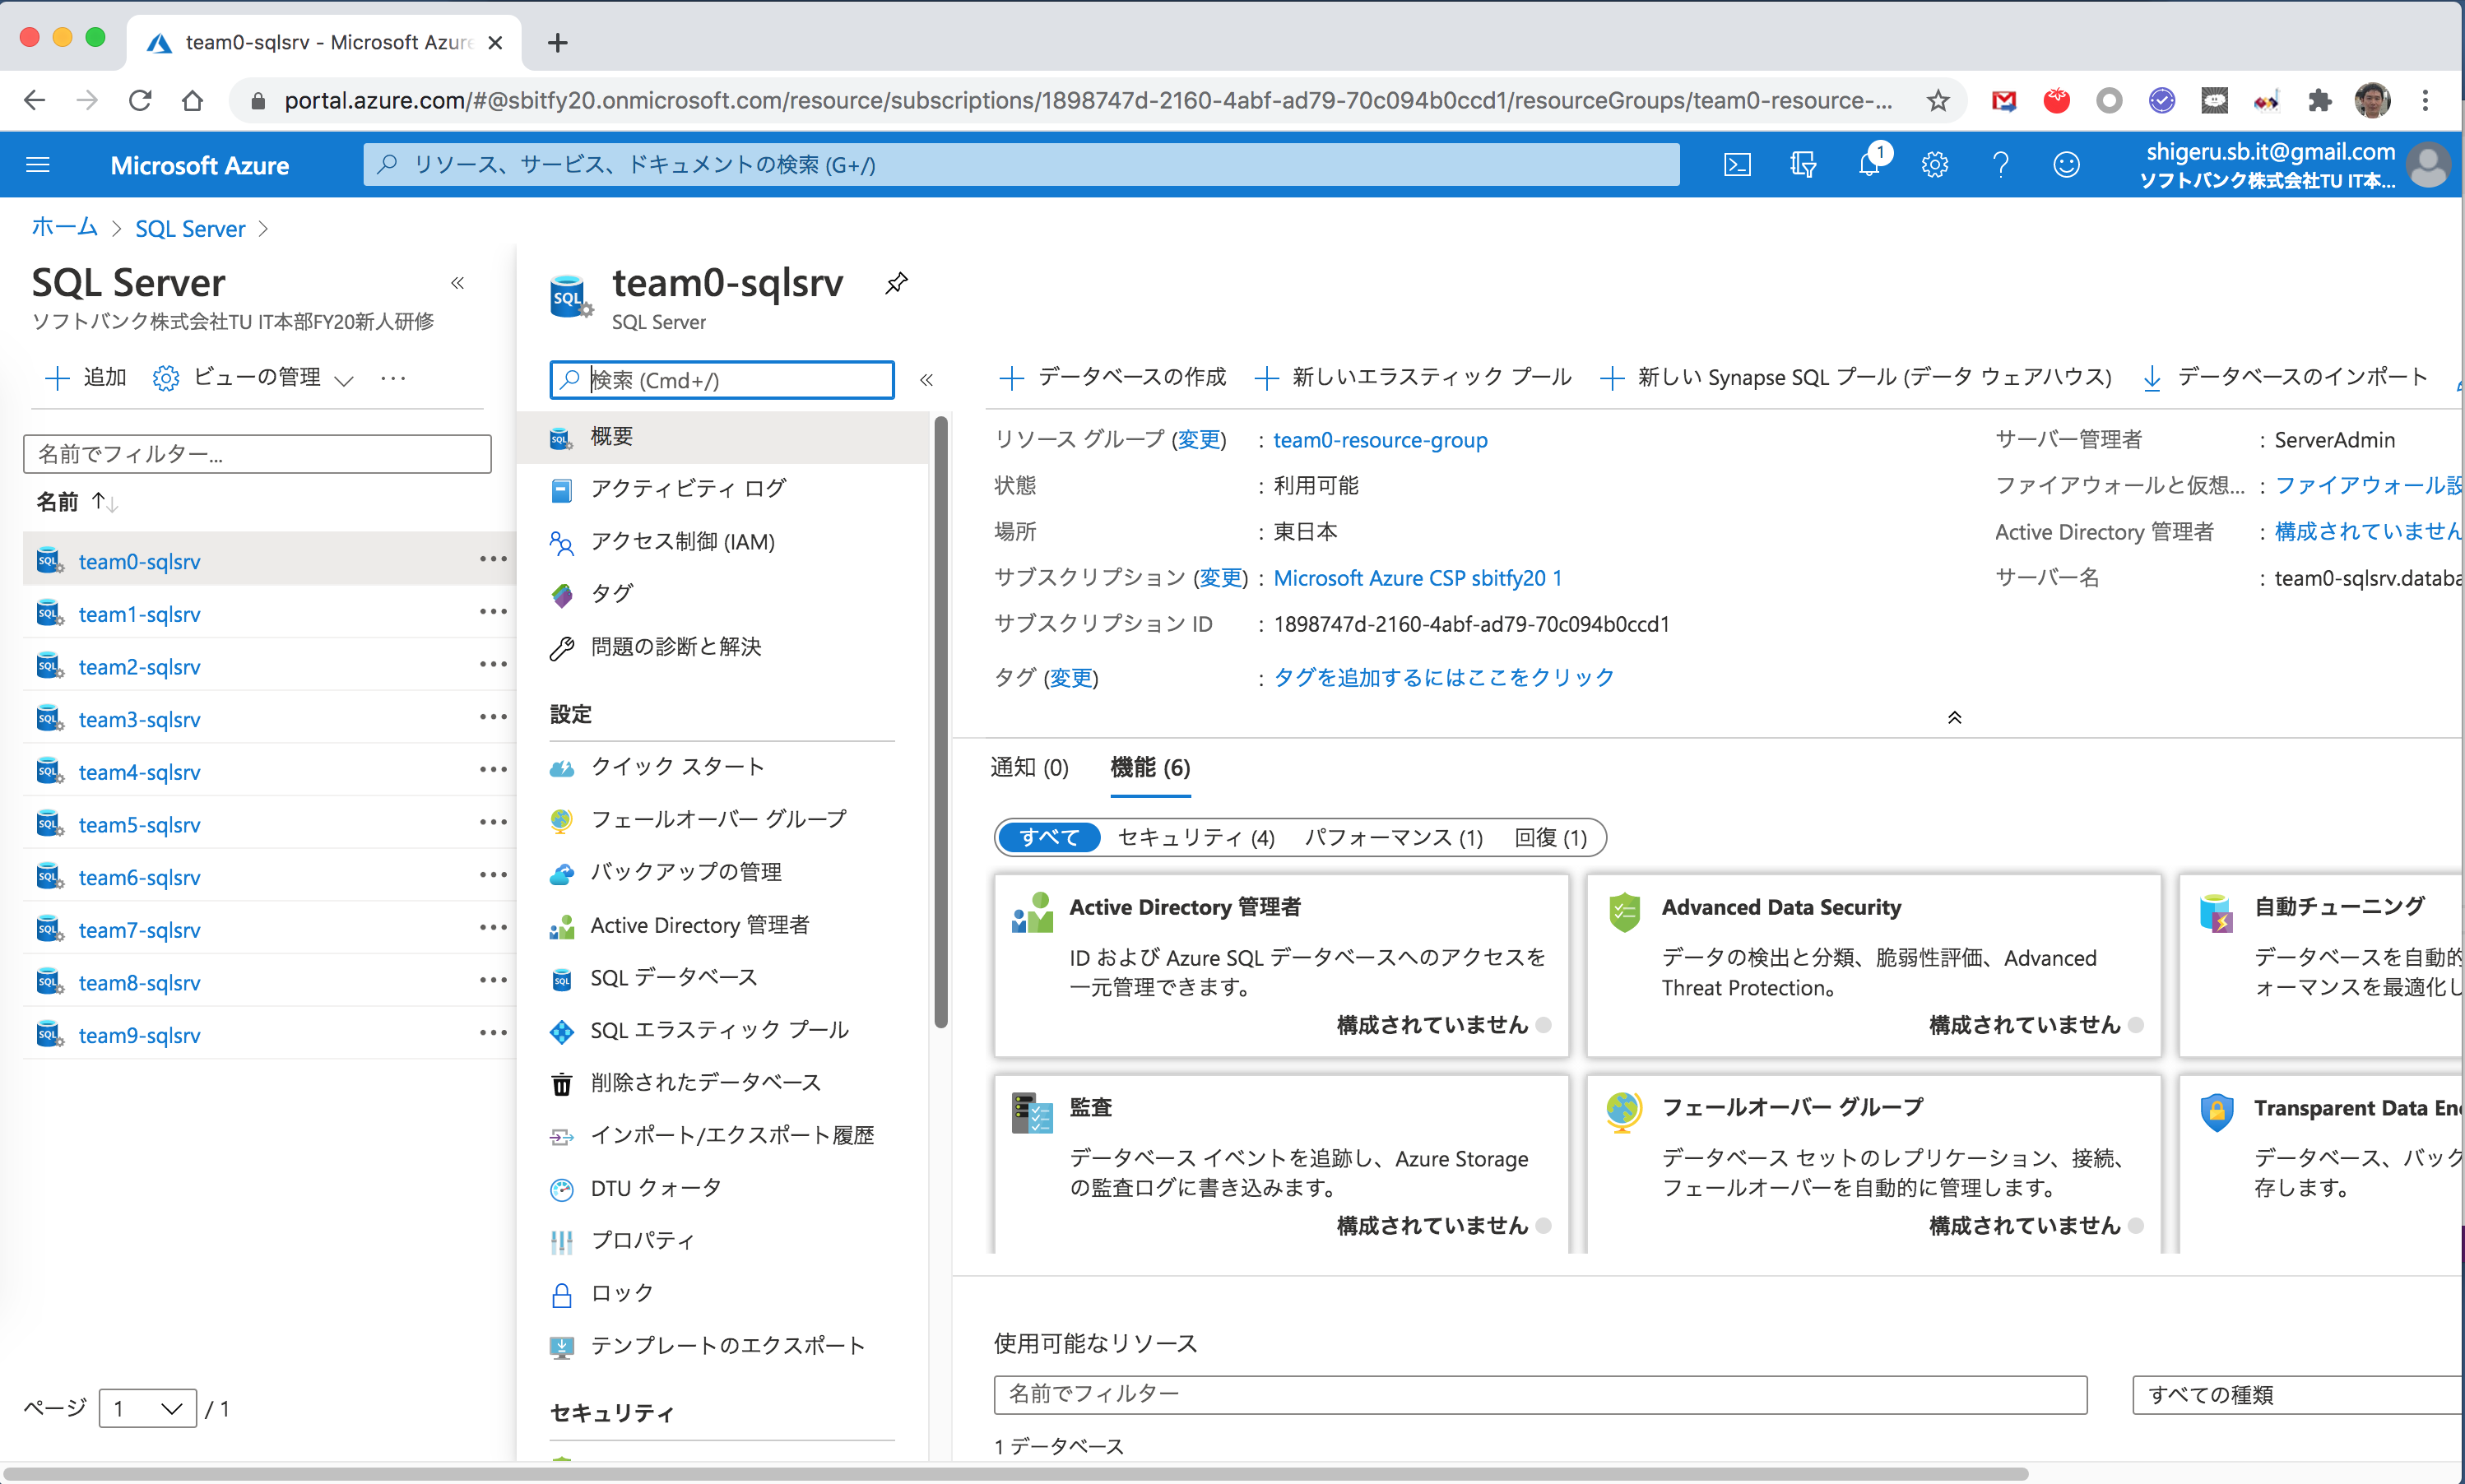 team0-sqlsrv - Microsoft Azure
portal.azure.com/#@sbitfy20.onmicrosoft.com/resource/subscriptions/1898747d-2160-4abf-ad79-70c094b0ccd1/resourceGroups/team0-resource-...
Microsoft Azure
リソース、サービス、ドキュメントの検索 (G+/)
1
shigeru.sb.it@gmail.com
ソフトバンク株式会社TU IT本...
ホーム > SQL Server >
SQL Server
ソフトバンク株式会社TU IT本部FY20新人研修
追加 ビューの管理
名前でフィルター...
名前
team0-sqlsrv
team1-sqlsrv
team2-sqlsrv
team3-sqlsrv
team4-sqlsrv
team5-sqlsrv
team6-sqlsrv
team7-sqlsrv
team8-sqlsrv
team9-sqlsrv
ページ 1 / 1
team0-sqlsrv
SQL Server
検索 (Cmd+/)
概要
アクティビティ ログ
アクセス制御 (IAM)
タグ
問題の診断と解決
設定
クイック スタート
フェールオーバー グループ
バックアップの管理
Active Directory 管理者
SQL データベース
SQL エラスティック プール
削除されたデータベース
インポート/エクスポート履歴
DTU クォータ
プロパティ
ロック
テンプレートのエクスポート
セキュリティ
データベースの作成 新しいエラスティック プール 新しい Synapse SQL プール (データ ウェアハウス) データベースのインポート
リソース グループ (変更) : team0-resource-group
状態 : 利用可能
場所 : 東日本
サブスクリプション (変更) : Microsoft Azure CSP sbitfy20 1
サブスクリプション ID : 1898747d-2160-4abf-ad79-70c094b0ccd1
タグ (変更) : タグを追加するにはここをクリック
サーバー管理者 : ServerAdmin
ファイアウォールと仮想... : ファイアウォール設
Active Directory 管理者 : 構成されていません
サーバー名 : team0-sqlsrv.databa
通知 (0) 機能 (6)
すべて セキュリティ (4) パフォーマンス (1) 回復 (1)
Active Directory 管理者
ID および Azure SQL データベースへのアクセスを
一元管理できます。
構成されていません
Advanced Data Security
データの検出と分類、脆弱性評価、Advanced
Threat Protection。
構成されていません
自動チューニング
データベースを自動的
ォーマンスを最適化し
監査
データベース イベントを追跡し、Azure Storage
の監査ログに書き込みます。
構成されていません
フェールオーバー グループ
データベース セットのレプリケーション、接続、
フェールオーバーを自動的に管理します。
構成されていません
Transparent Data En
データベース、バック
存します。
使用可能なリソース
名前でフィルター
すべての種類
1 データベース